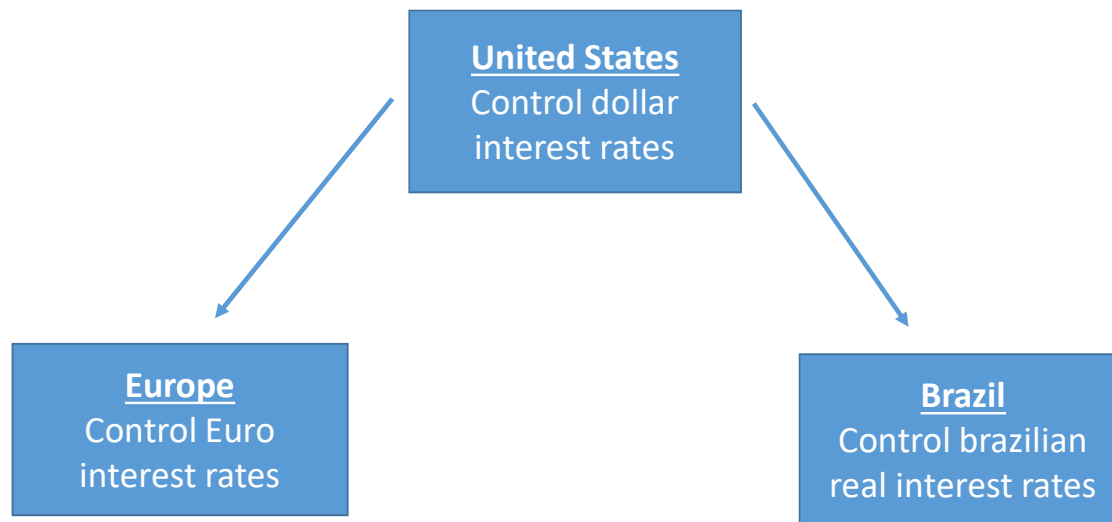 United States
Control dollar
interest rates
Europe
Control Euro
interest rates
Brazil
Control brazilian
real interest rates